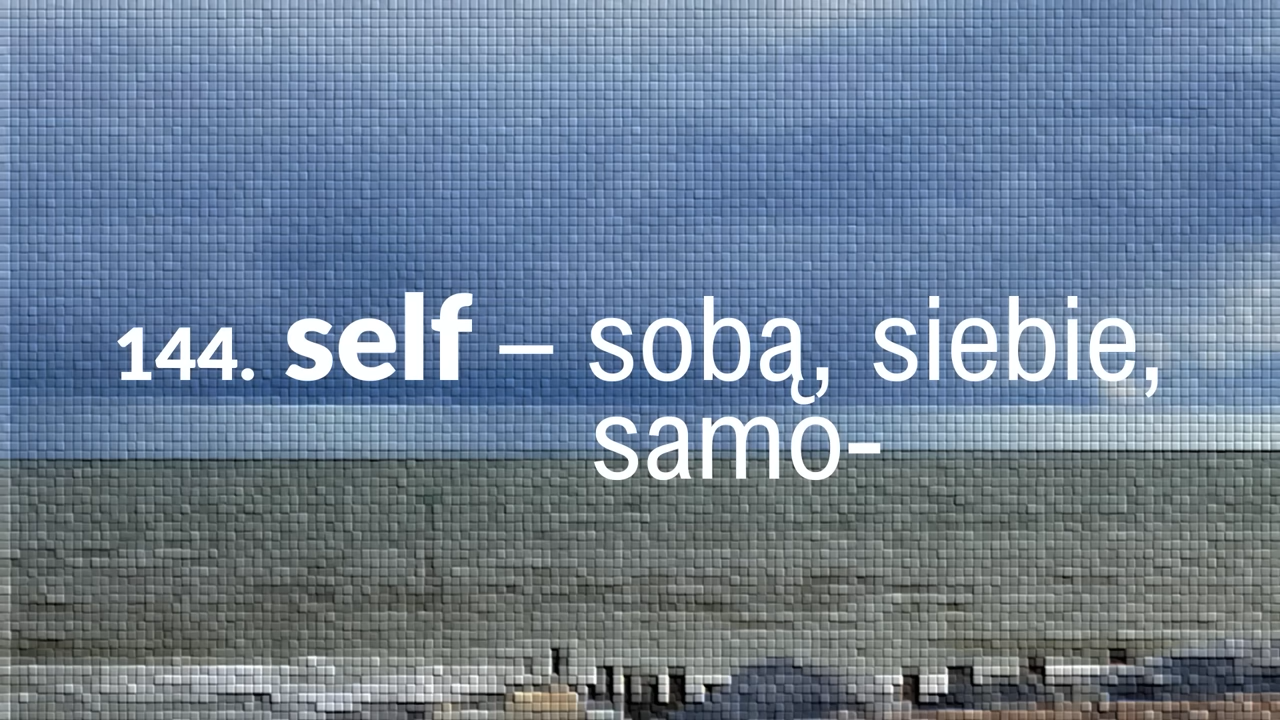 144. self – sobą, siebie,
samo-